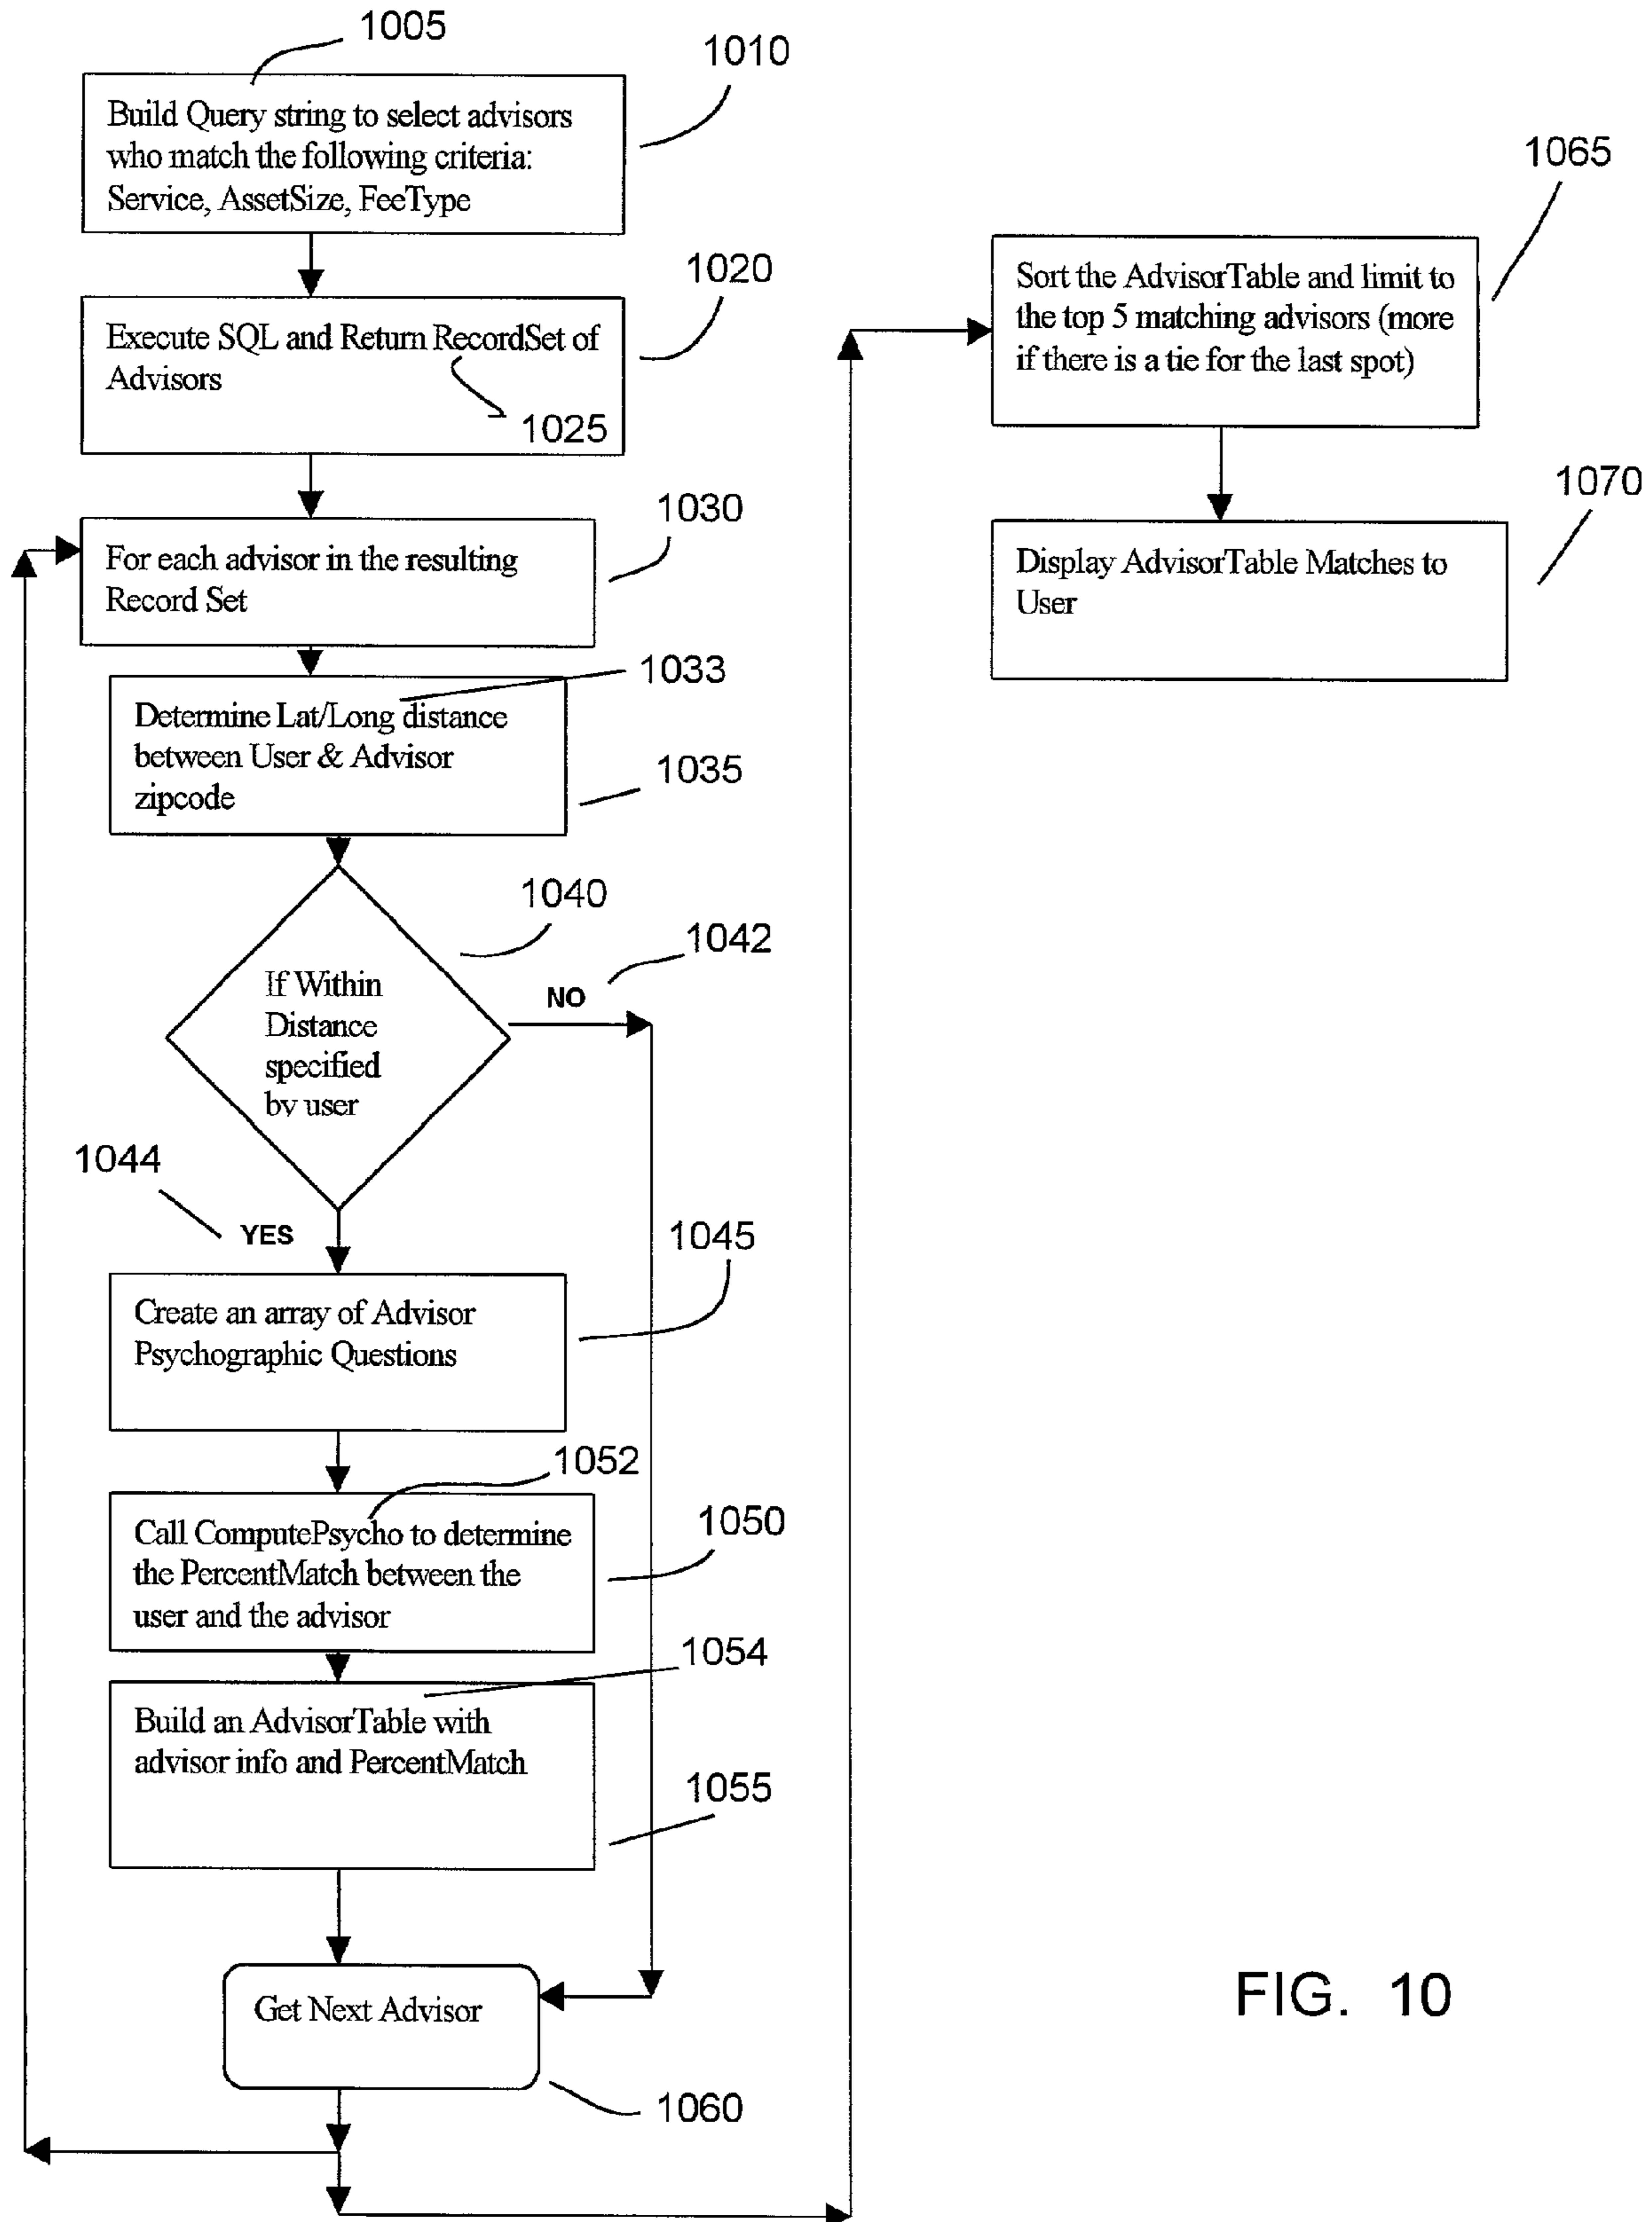 1005
1010
Build Query string to select advisors
who match the following criteria:
Service, AssetSize, FeeType
1020
Execute SQL and Return RecordSet of
Advisors
1025
1030
For each advisor in the resulting
Record Set
1033
Determine Lat/Long distance
between User & Advisor
zipcode
1035
1040
1042
NO
If Within
Distance
specified
by user
1044
YES
1045
Create an array of Advisor
Psychographic Questions
1052
1050
Call ComputePsycho to determine
the PercentMatch between the
user and the advisor
1054
Build an AdvisorTable with
advisor info and PercentMatch
1055
Get Next Advisor
1060
1065
Sort the AdvisorTable and limit to
the top 5 matching advisors (more
if there is a tie for the last spot)
1070
Display AdvisorTable Matches to
User
FIG. 10